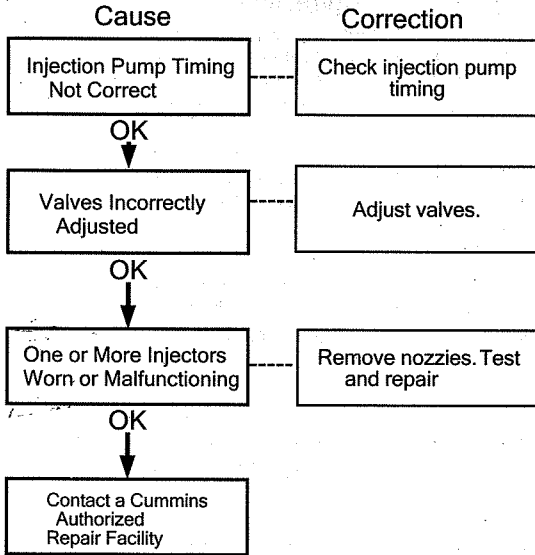 Cause
Correction
Injection Pump Timing
Not Correct
Check injection pump
timing
OK
Valves Incorrectly
Adjusted
Adjust valves.
OK
One or More Injectors
Worn or Malfunctioning
Remove nozzies. Test
and repair
OK
Contact a Cummins
Authorized
Repair Facility